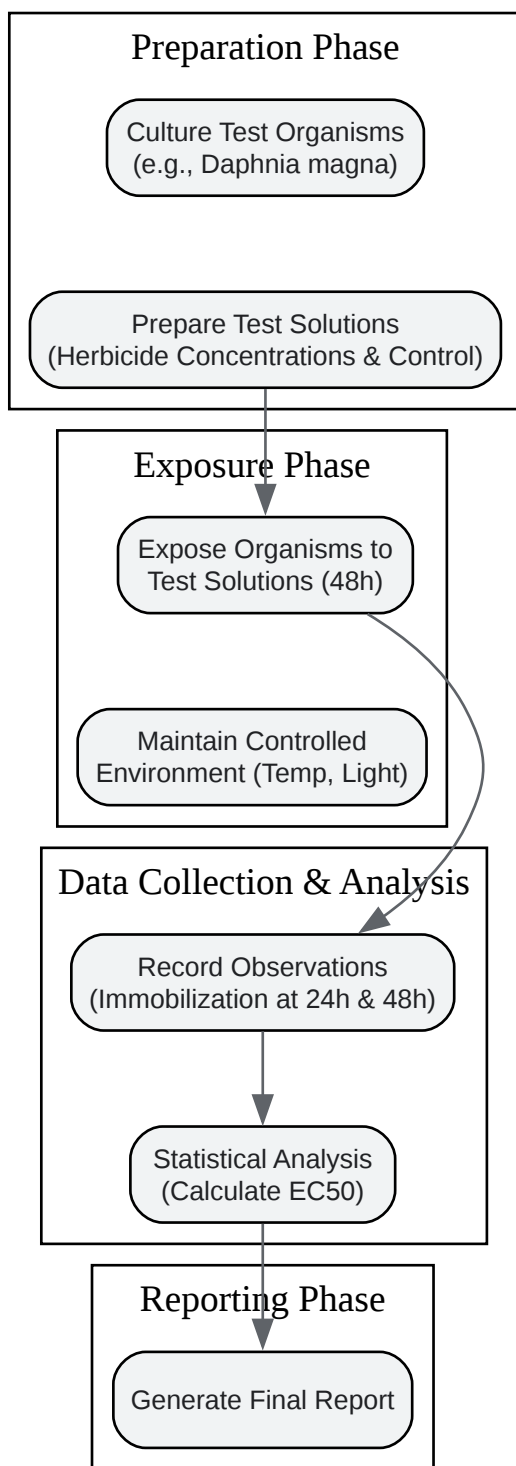 Preparation Phase
Culture Test Organisms
(e.g., Daphnia magna)
Prepare Test Solutions
(Herbicide Concentrations & Control)
Exposure Phase
Expose Organisms to
Test Solutions (48h)
Maintain Controlled
Environment (Temp, Light)
Data Collection & Analysis
Record Observations
(Immobilization at 24h & 48h)
Statistical Analysis
(Calculate EC50)
Reporting Phase
Generate Final Report